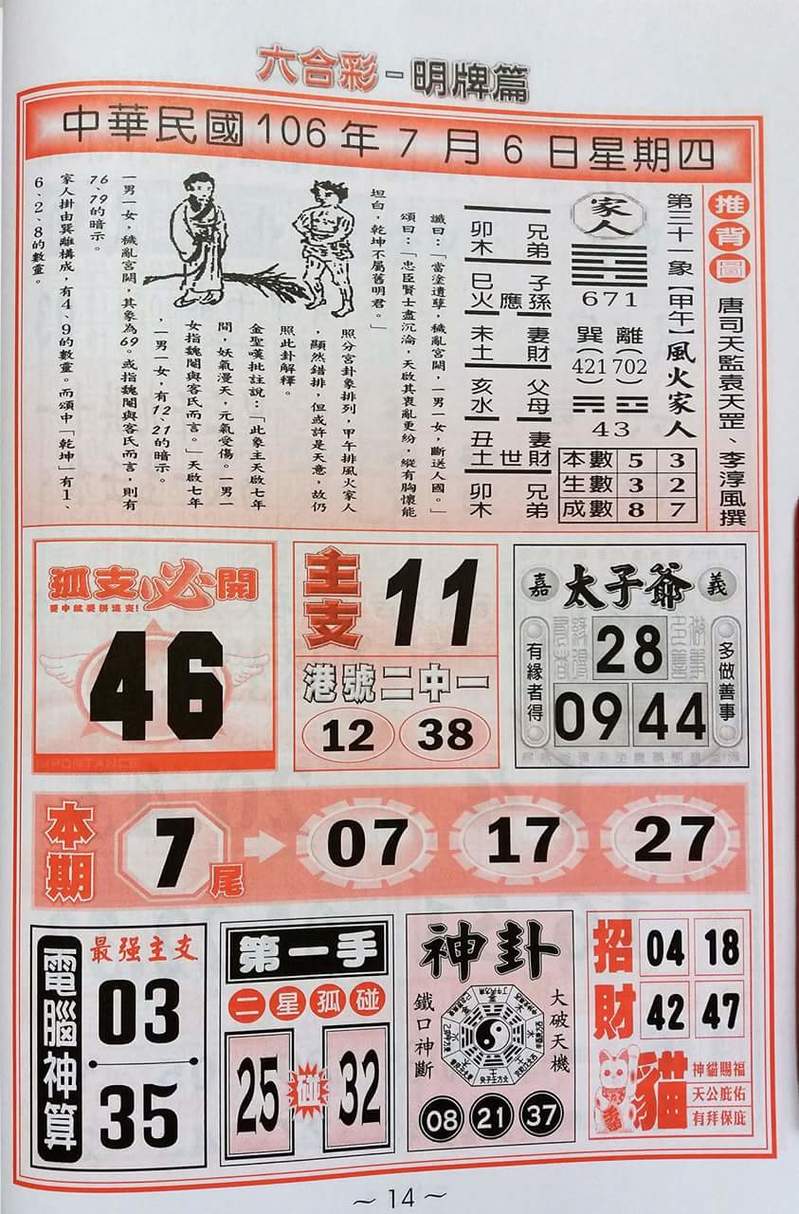 六合彩-明牌篇
中華民國106年7月6日星期四
推背圖
唐司天監袁天罡、李淳風撰
第三十一象【甲午】風火家人
家人
671
巽(421) 離(702)
43
本數 5 3
生數 3 2
成數 8 7
兄弟 子孫 妻財 父母 妻財 兄弟
應 世
卯木 巳火 未土 亥水 丑土 卯木
讖曰:「當塗遺孽,穢亂宮闕,一男一女,斷送人國。」
頌曰:「忠臣賢士盡沉淪,天啟其衷亂更紛,縱有胸懷能
坦白,乾坤不屬舊明君。」
照分宮卦象排列,甲午排風火家人
,顯然錯排,但或許是天意,故仍
照此卦解釋。
金聖嘆批註說:「此象主天啟七年
間,妖氣漫天,元氣受傷。一男一
女指魏閹與客氏而言。」天啟七年
,一男一女,有12、21的暗示。
一男一女,穢亂宮闕,其象為69。或指魏閹與客氏而言,則有
76、79的暗示。
家人掛由巽離構成,有4、9的數靈。而頌中「乾坤」有1、
6、2、8的數靈。
孤支必開
要中就要拼這支!
46
主支
11
港號二中一
12 38
嘉 太子爺 義
有緣者得
28
09 44
多做善事
本期
7尾
07 17 27
電腦神算
最強主支
03
35
第一手
二星孤碰
25 碰 32
神卦
鐵口神斷
大破天機
08 21 37
招財貓
04 18
42 47
神貓賜福
天公庇佑
有拜保庇
~14~